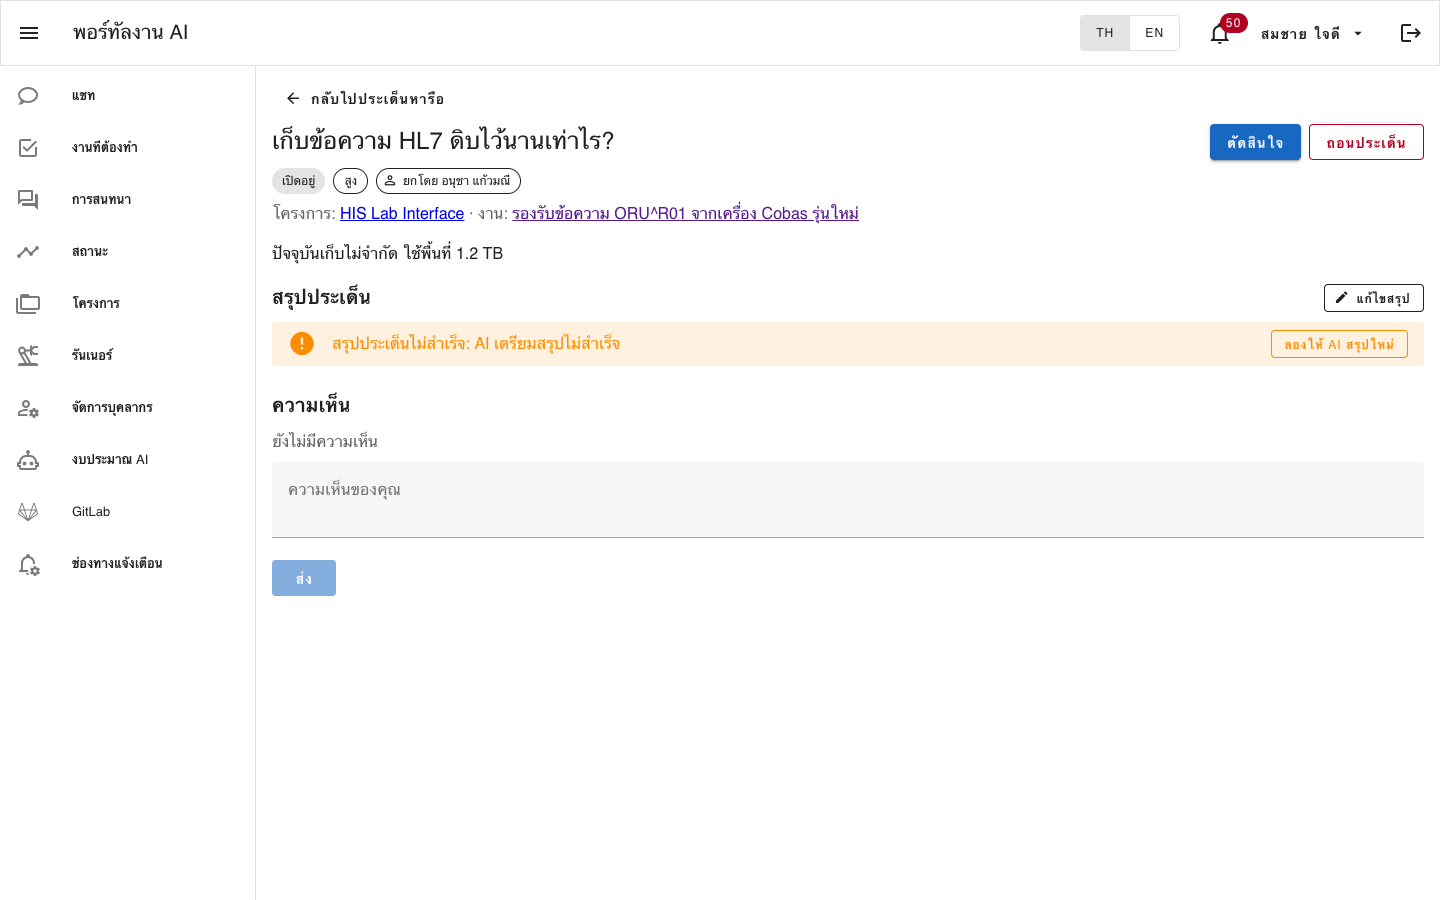 พอร์ทัลงาน AI
TH EN
50
สมชาย ใจดี
แชท
งานที่ต้องทำ
การสนทนา
สถานะ
โครงการ
รันเนอร์
จัดการบุคลากร
งบประมาณ AI
GitLab
ช่องทางแจ้งเตือน
กลับไปประเด็นหารือ
เก็บข้อความ HL7 ดิบไว้นานเท่าไร?
ตัดสินใจ ถอนประเด็น
เปิดอยู่ สูง ยกโดย อนุชา แก้วมณี
โครงการ: HIS Lab Interface · งาน: รองรับข้อความ ORU^R01 จากเครื่อง Cobas รุ่นใหม่
ปัจจุบันเก็บไม่จำกัด ใช้พื้นที่ 1.2 TB
สรุปประเด็น
แก้ไขสรุป
สรุปประเด็นไม่สำเร็จ: AI เตรียมสรุปไม่สำเร็จ
ลองให้ AI สรุปใหม่
ความเห็น
ยังไม่มีความเห็น
ความเห็นของคุณ
ส่ง